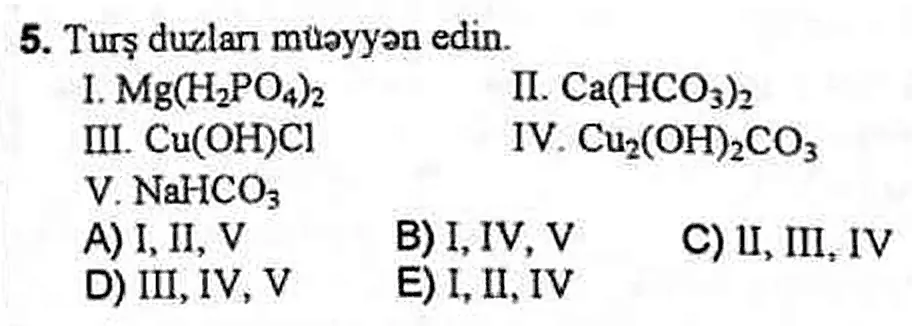 5. Turş duzları müəyyən edin.
I. Mg(H₂PO₄)₂ II. Ca(HCO₃)₂
III. Cu(OH)Cl IV. Cu₂(OH)₂CO₃
V. NaHCO₃
A) I, II, V B) I, IV, V C) II, III, IV
D) III, IV, V E) I, II, IV